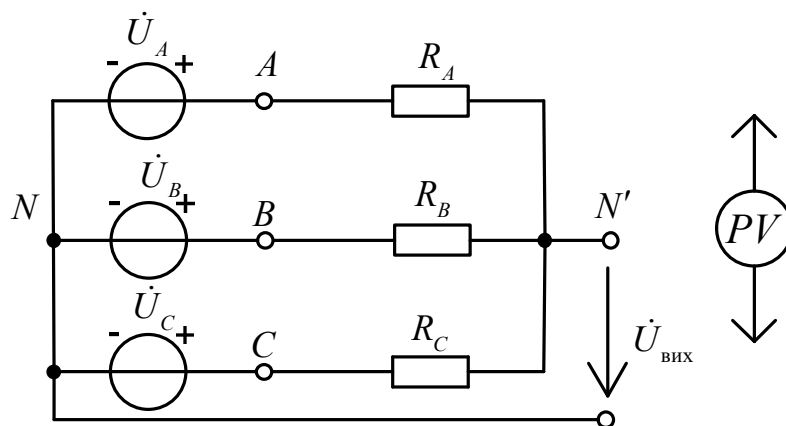 U̇_A
- +
A
R_A
N
U̇_B
- +
B
R_B
N′
PV
U̇_C
- +
C
R_C
U̇_вих